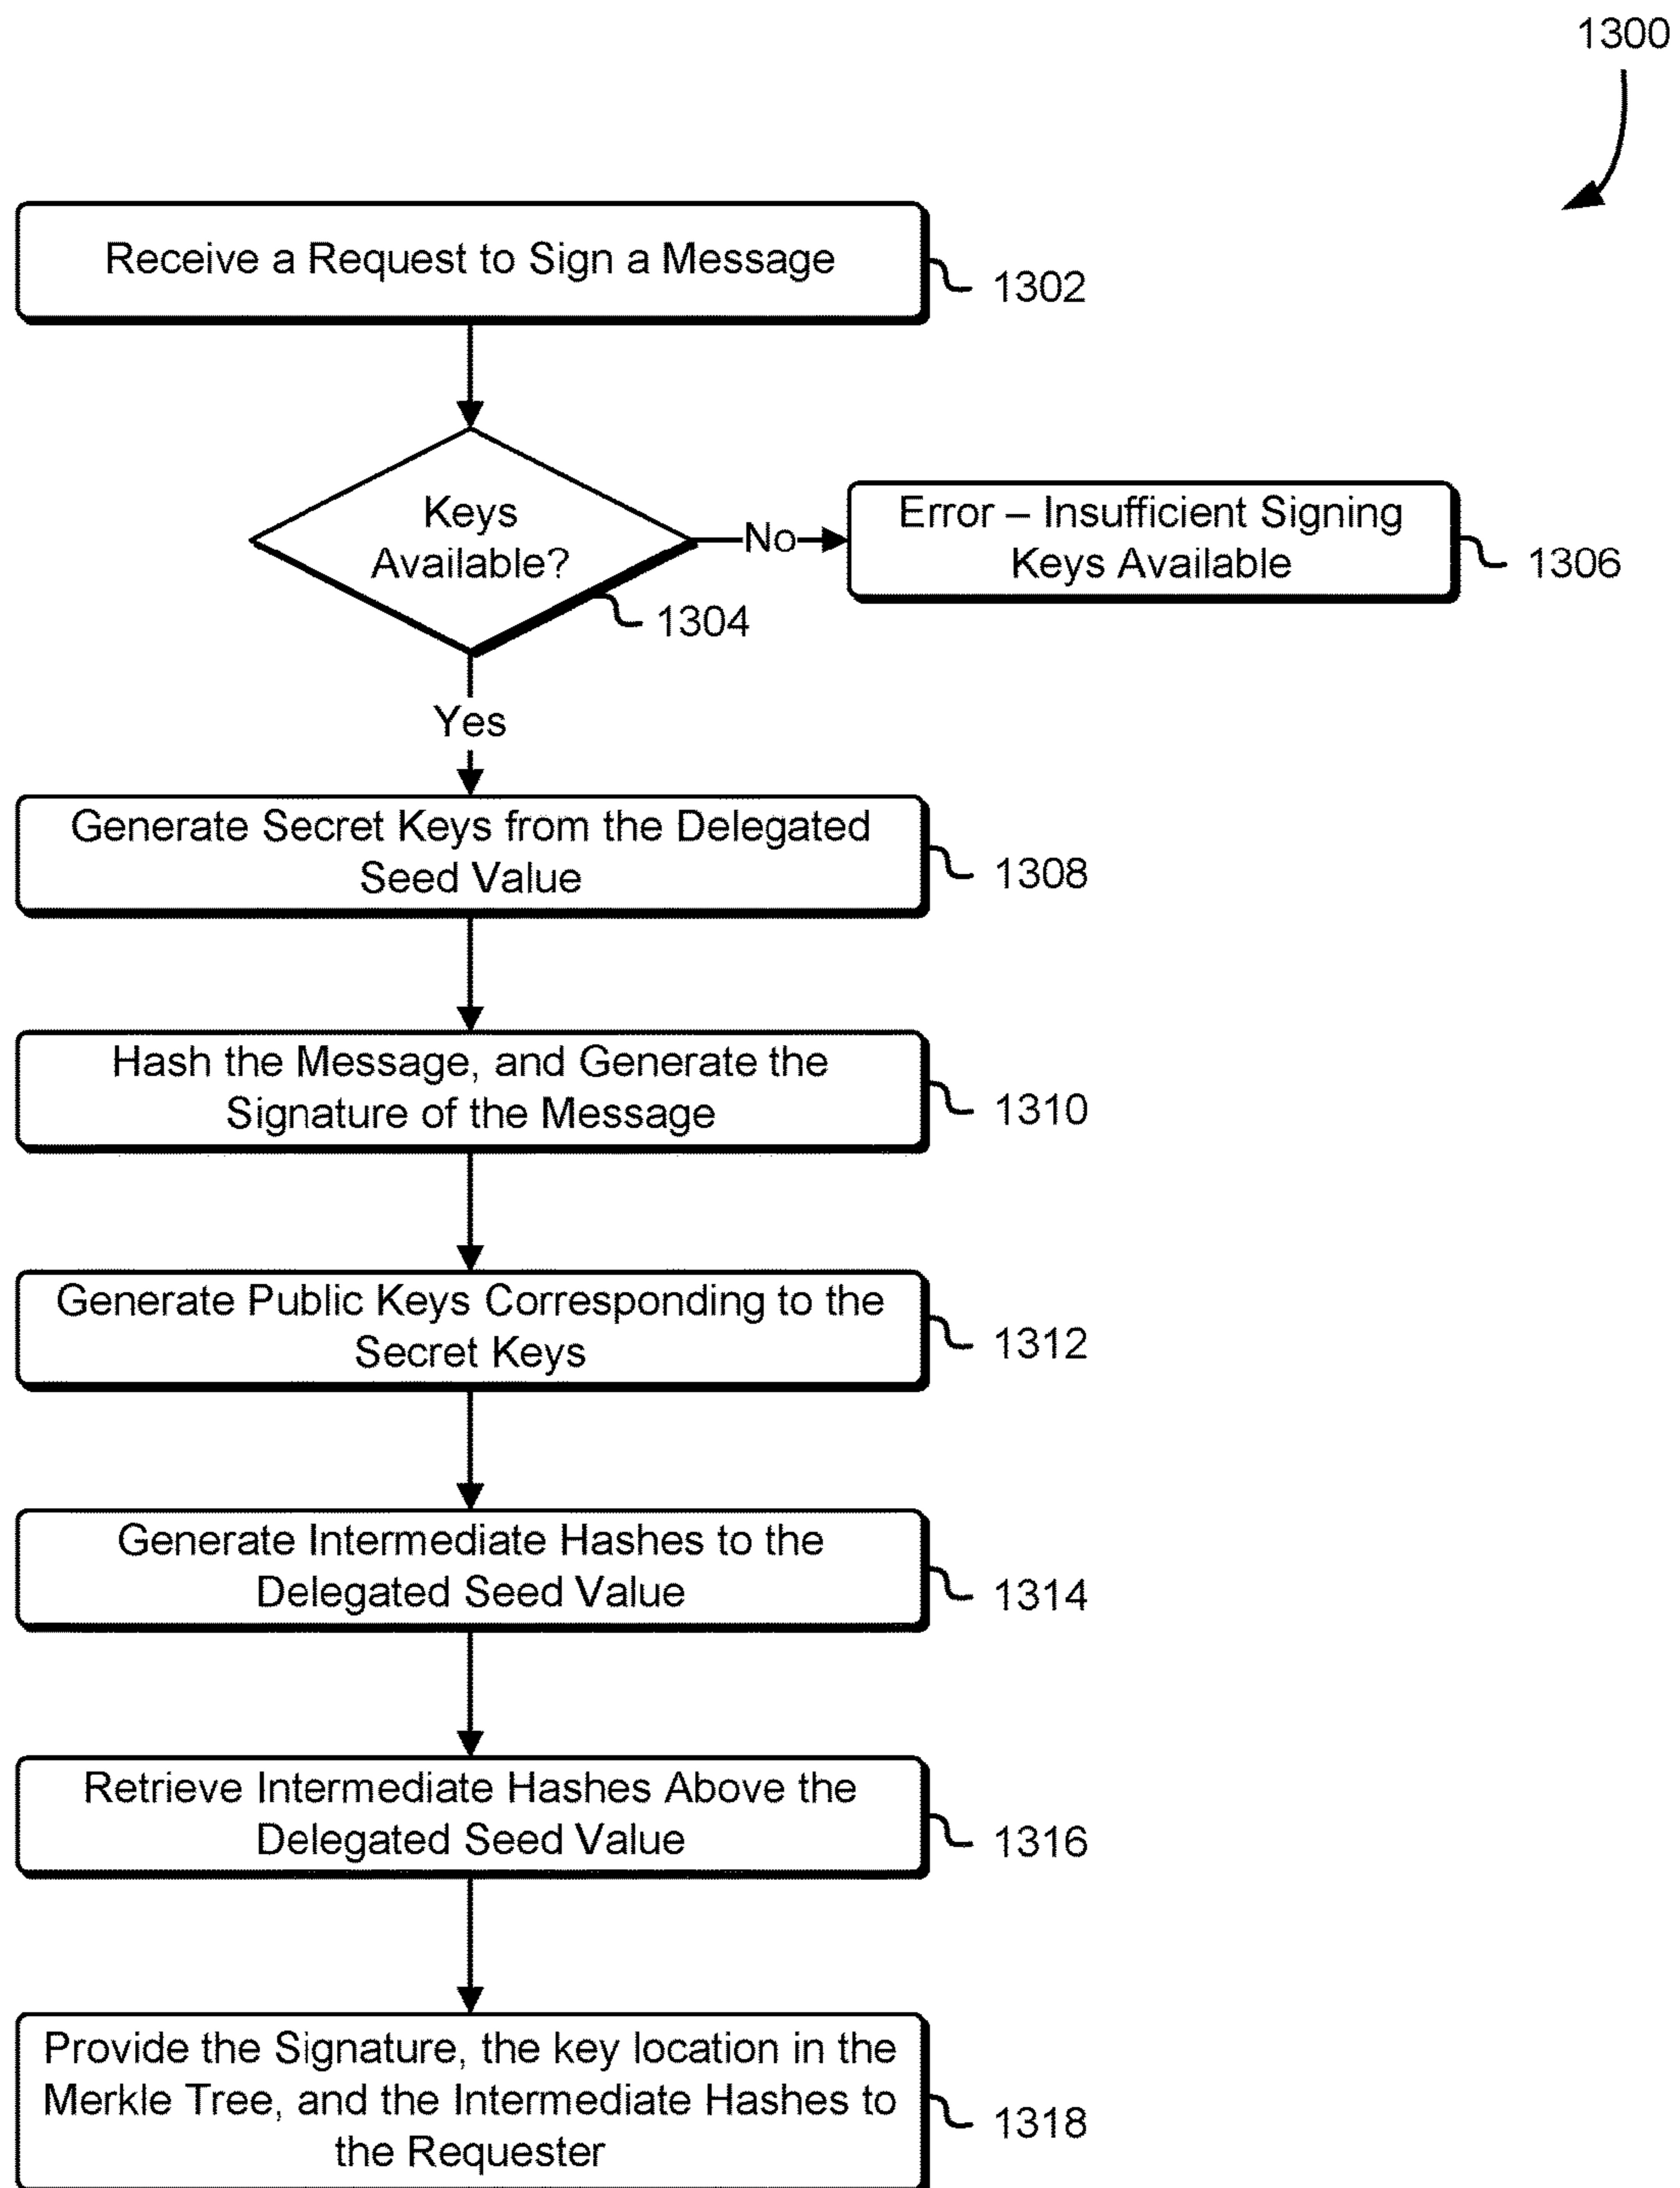 1300
Receive a Request to Sign a Message
1302
Keys
Available?
No
Error – Insufficient Signing
Keys Available
1306
1304
Yes
Generate Secret Keys from the Delegated
Seed Value
1308
Hash the Message, and Generate the
Signature of the Message
1310
Generate Public Keys Corresponding to the
Secret Keys
1312
Generate Intermediate Hashes to the
Delegated Seed Value
1314
Retrieve Intermediate Hashes Above the
Delegated Seed Value
1316
Provide the Signature, the key location in the
Merkle Tree, and the Intermediate Hashes to
the Requester
1318